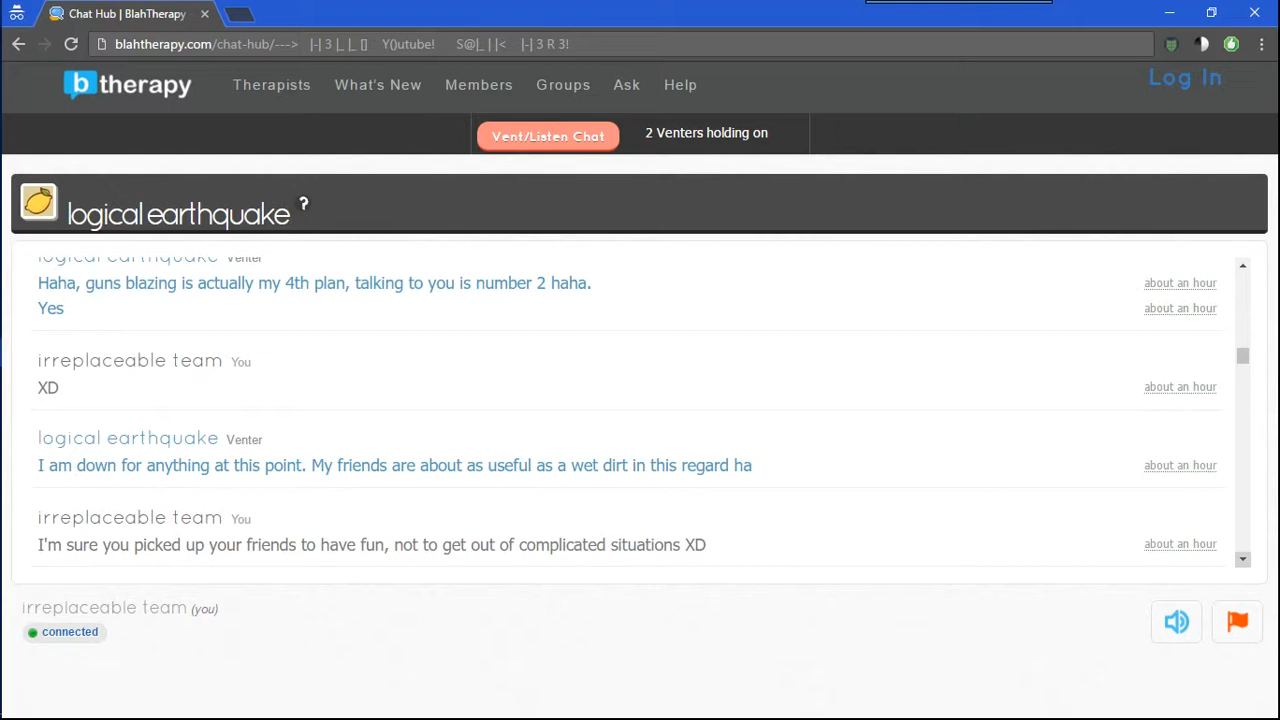 Chat Hub | BlahTherapy
blahtherapy.com/chat-hub/---> |-| 3 |_ |_ [] Y()utube! S@|_ | |< |-| 3 R 3!
b therapy
Therapists What's New Members Groups Ask Help
Log In
Vent/Listen Chat
2 Venters holding on
logical earthquake ?
logical earthquake Venter
Haha, guns blazing is actually my 4th plan, talking to you is number 2 haha. about an hour
Yes about an hour
irreplaceable team You
XD about an hour
logical earthquake Venter
I am down for anything at this point. My friends are about as useful as a wet dirt in this regard ha about an hour
irreplaceable team You
I'm sure you picked up your friends to have fun, not to get out of complicated situations XD about an hour
irreplaceable team (you)
connected